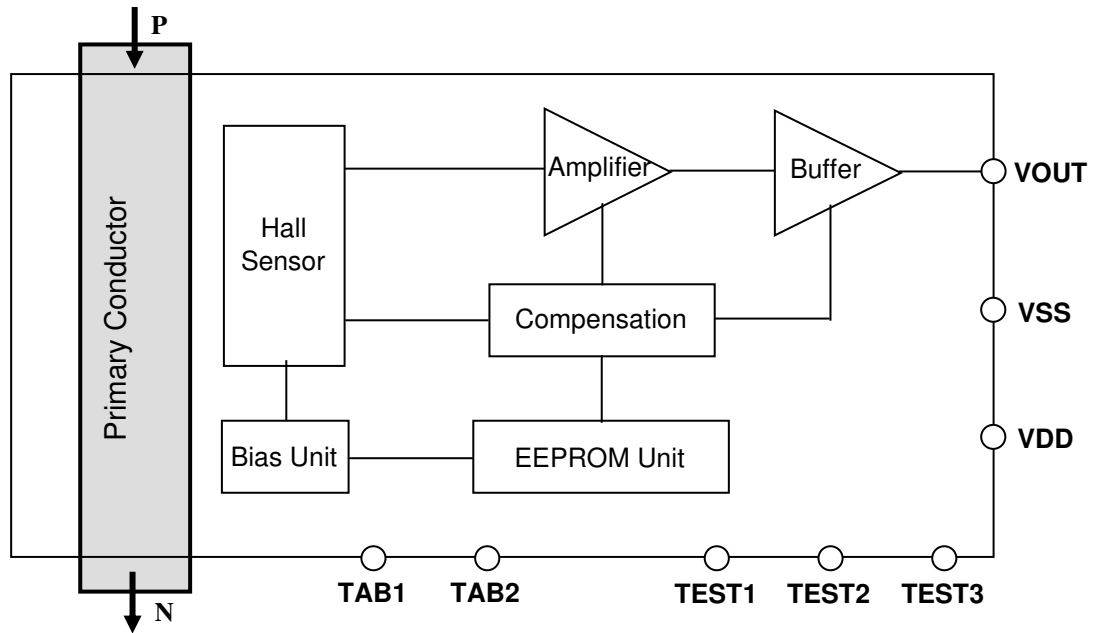 P
Primary Conductor
Hall
Sensor
Amplifier
Buffer
VOUT
Compensation
VSS
Bias Unit
EEPROM Unit
VDD
TAB1
TAB2
TEST1
TEST2
TEST3
N